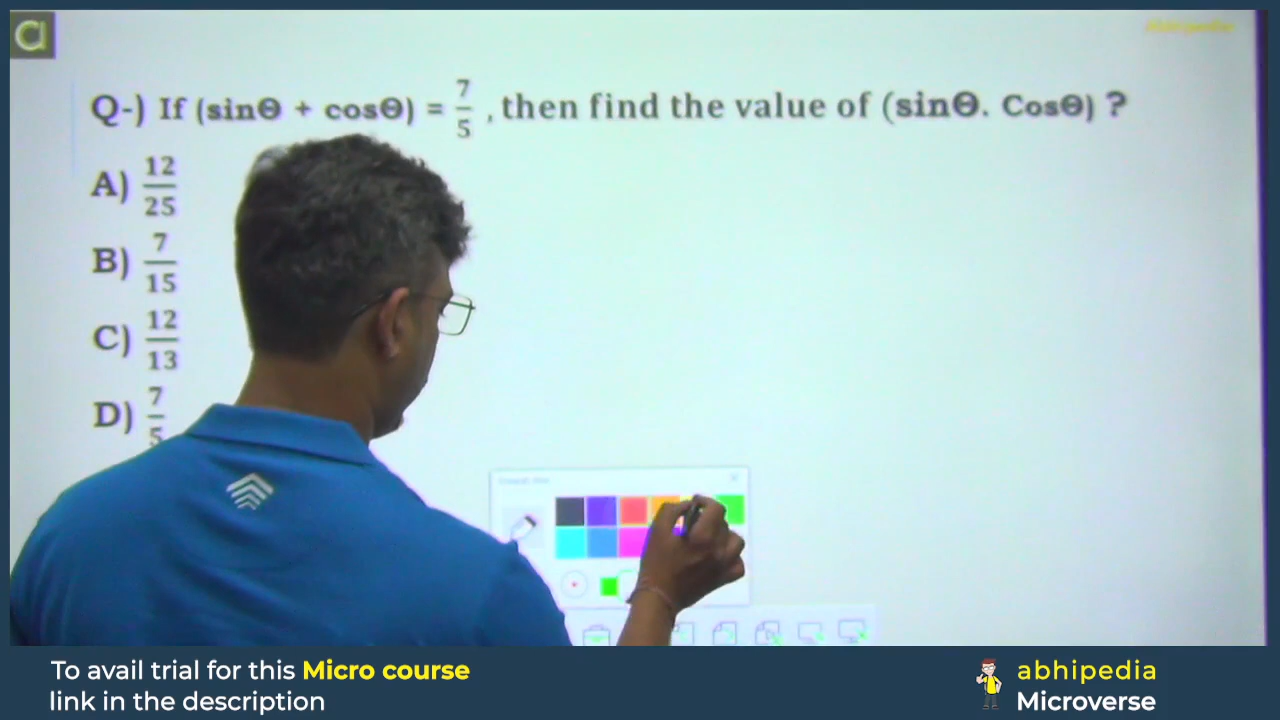 Q-) If (sinΘ + cosΘ) = 7/5 , then find the value of (sinΘ. CosΘ) ?
A) 12/25
B) 7/15
C) 12/13
D) 7/5
To avail trial for this Micro course
link in the description
abhipedia
Microverse